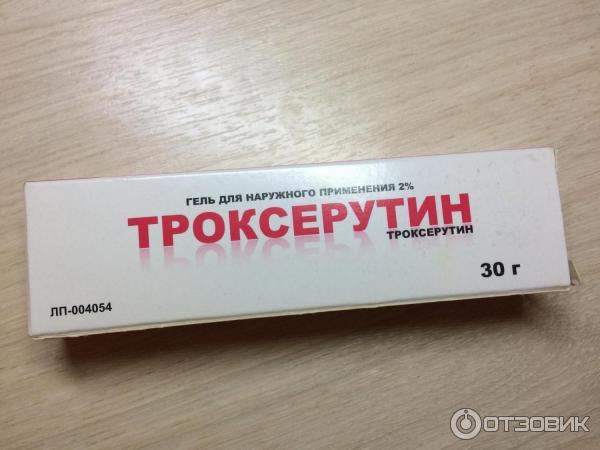 ГЕЛЬ ДЛЯ НАРУЖНОГО ПРИМЕНЕНИЯ 2%
ТРОКСЕРУТИН
ТРОКСЕРУТИН
30 г
ЛП-004054
ОТЗОВИК